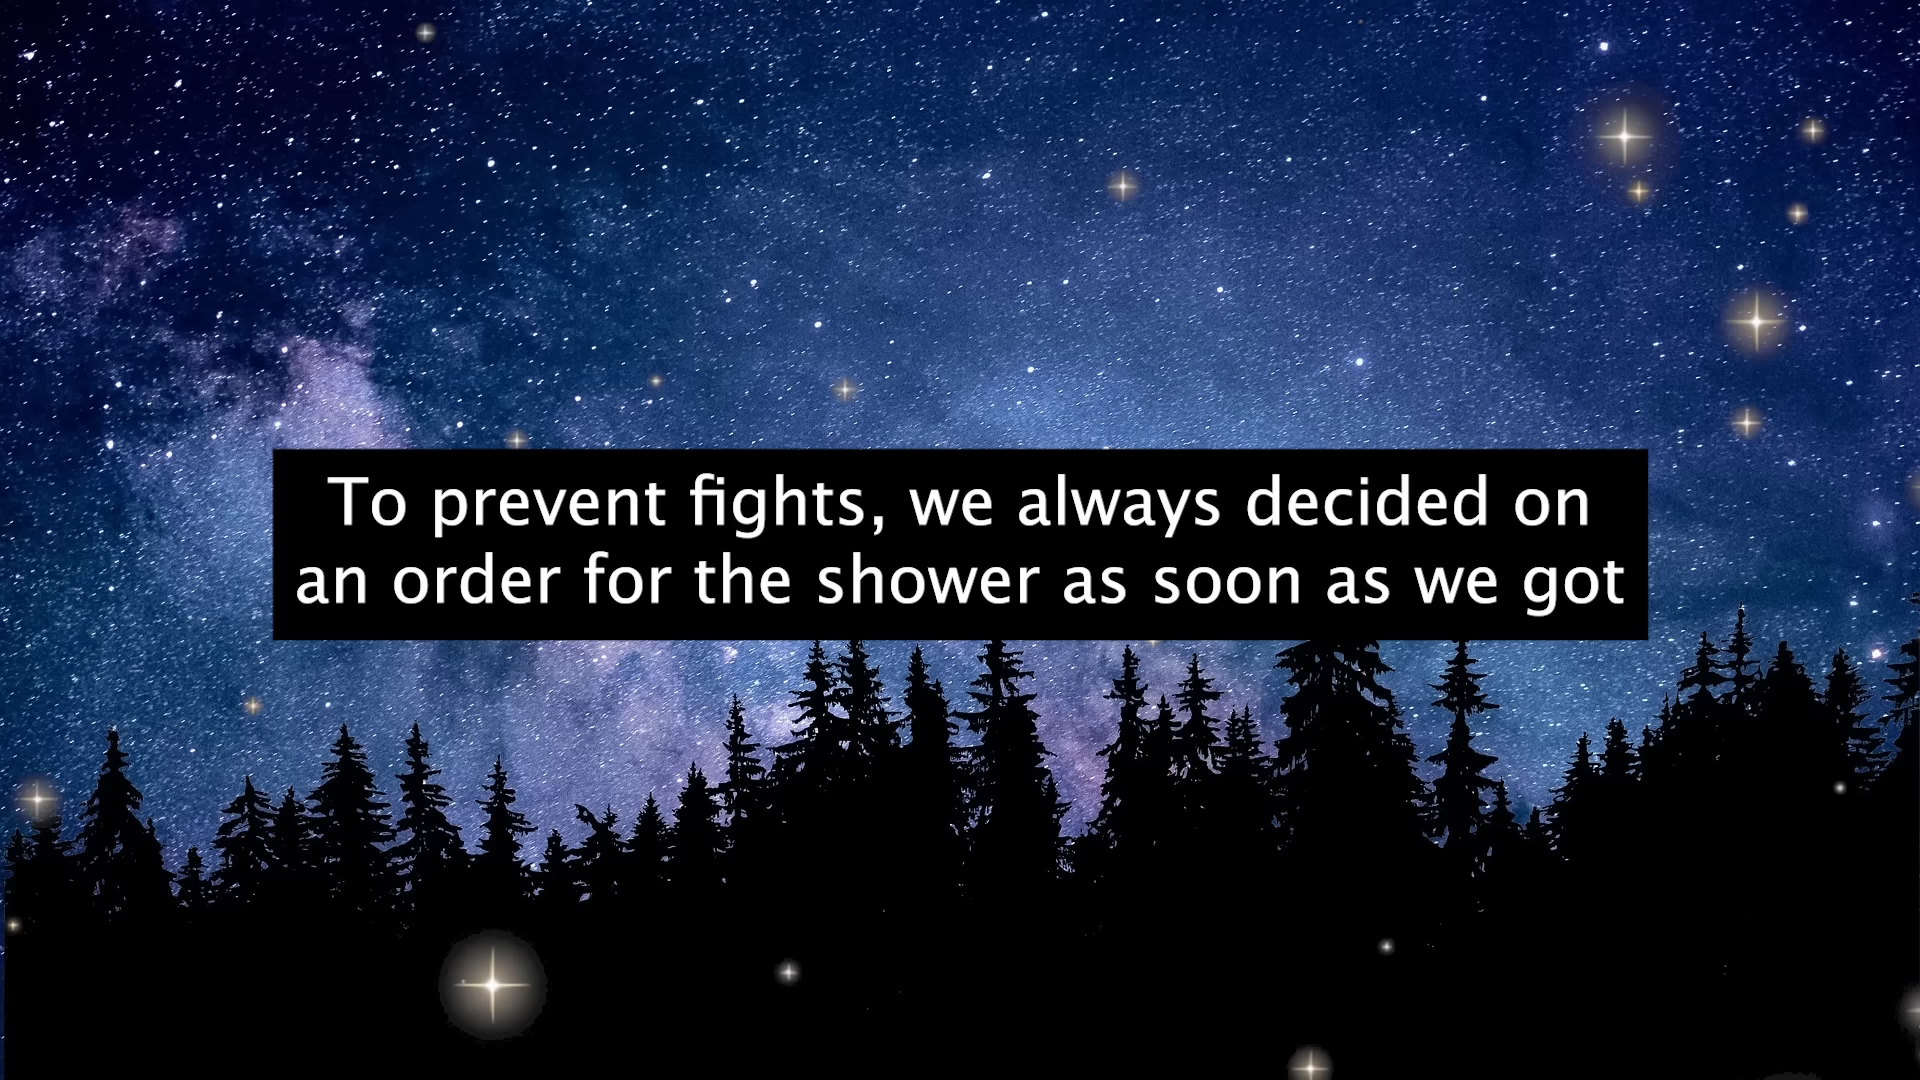 To prevent fights, we always decided on
an order for the shower as soon as we got